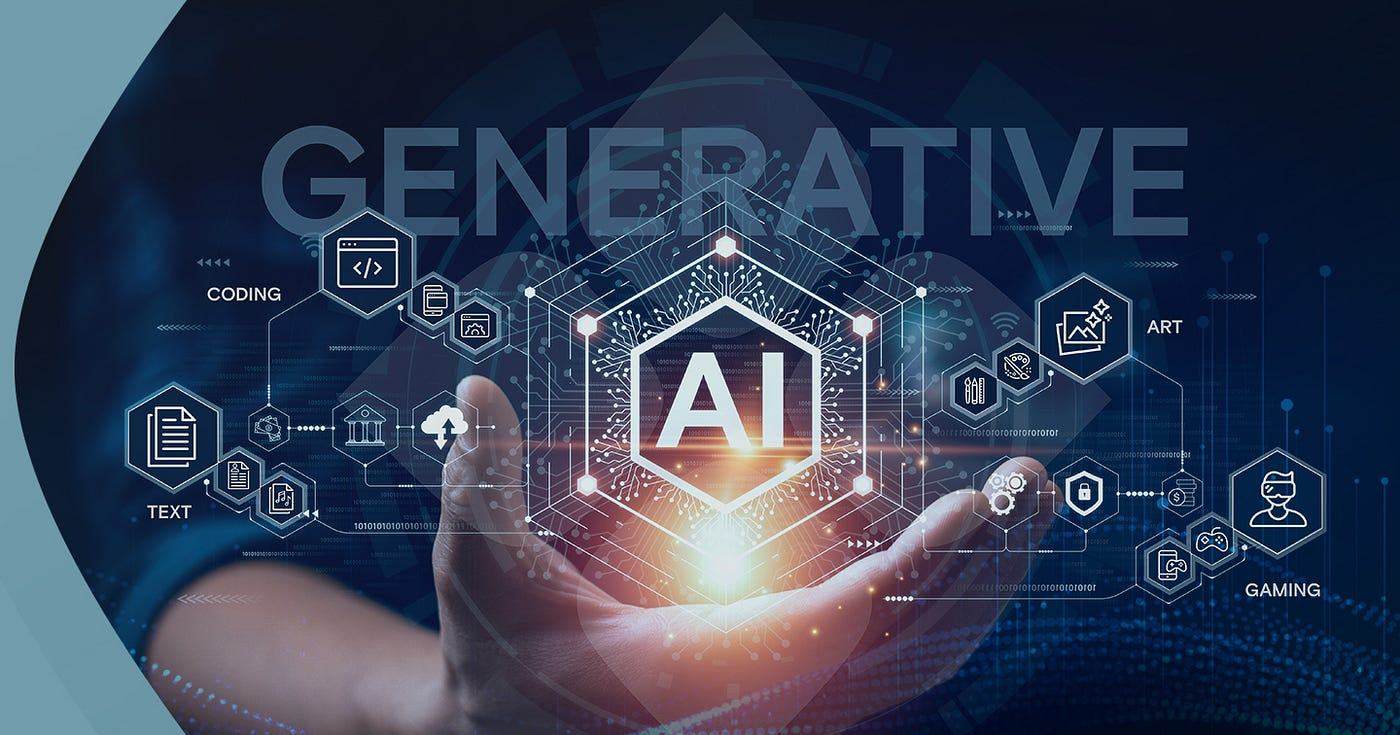 GENERATIVE
CODING
ART
AI
TEXT
GAMING